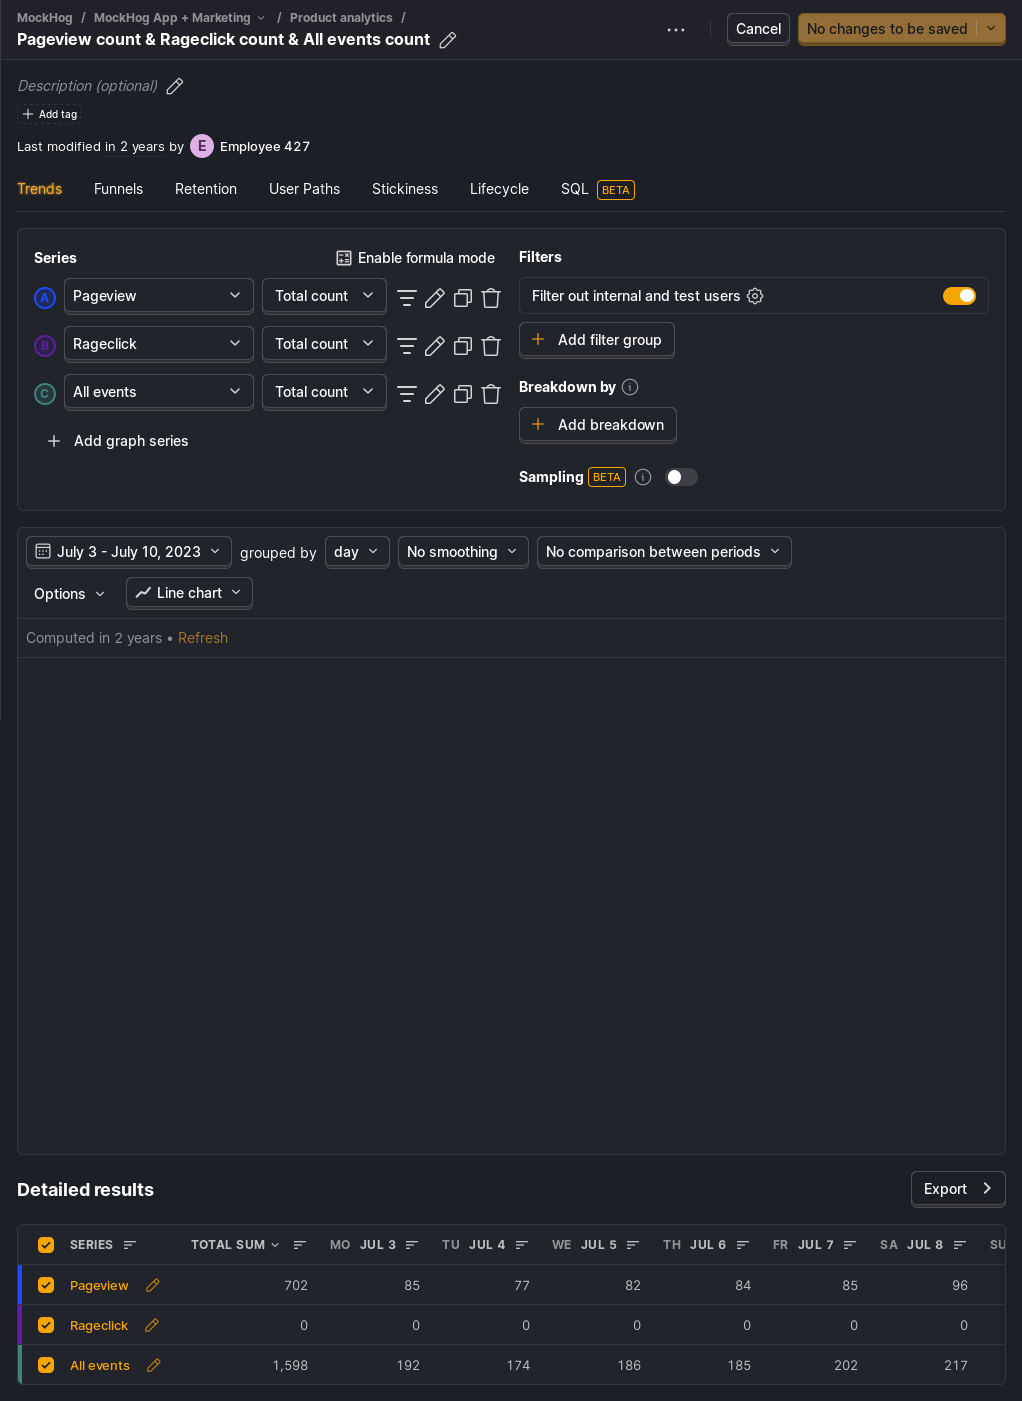 MockHog / MockHog App + Marketing / Product analytics /
Pageview count & Rageclick count & All events count
Cancel
No changes to be saved
Description (optional)
Add tag
Last modified in 2 years by E Employee 427
Trends Funnels Retention User Paths Stickiness Lifecycle SQL BETA
Series
Enable formula mode
A Pageview Total count
B Rageclick Total count
C All events Total count
Add graph series
Filters
Filter out internal and test users
Add filter group
Breakdown by
Add breakdown
Sampling BETA
July 3 - July 10, 2023 grouped by day No smoothing No comparison between periods
Options Line chart
Computed in 2 years • Refresh
Detailed results
Export
SERIES TOTAL SUM MO JUL 3 TU JUL 4 WE JUL 5 TH JUL 6 FR JUL 7 SA JUL 8 SU
Pageview 702 85 77 82 84 85 96
Rageclick 0 0 0 0 0 0 0
All events 1,598 192 174 186 185 202 217